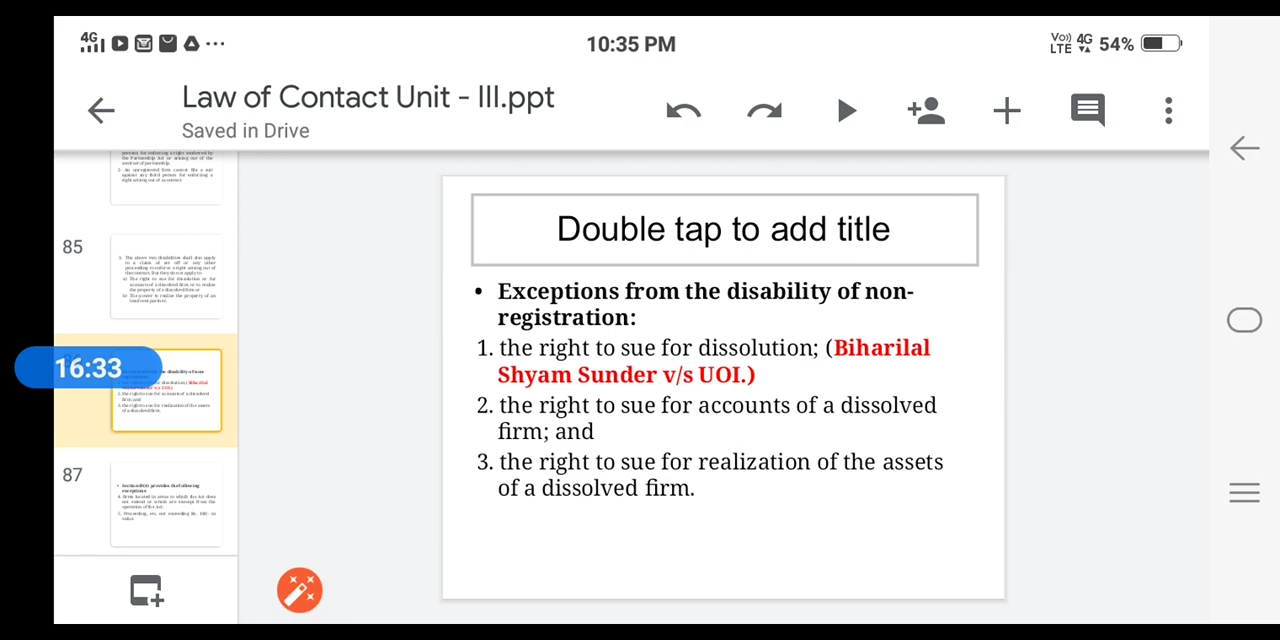 4G 10:35 PM Vo)) LTE 4G 54%
Law of Contact Unit - III.ppt
Saved in Drive
85
16:33
87
Double tap to add title
• Exceptions from the disability of non-
registration:
1. the right to sue for dissolution; (Biharilal
Shyam Sunder v/s UOI.)
2. the right to sue for accounts of a dissolved
firm; and
3. the right to sue for realization of the assets
of a dissolved firm.